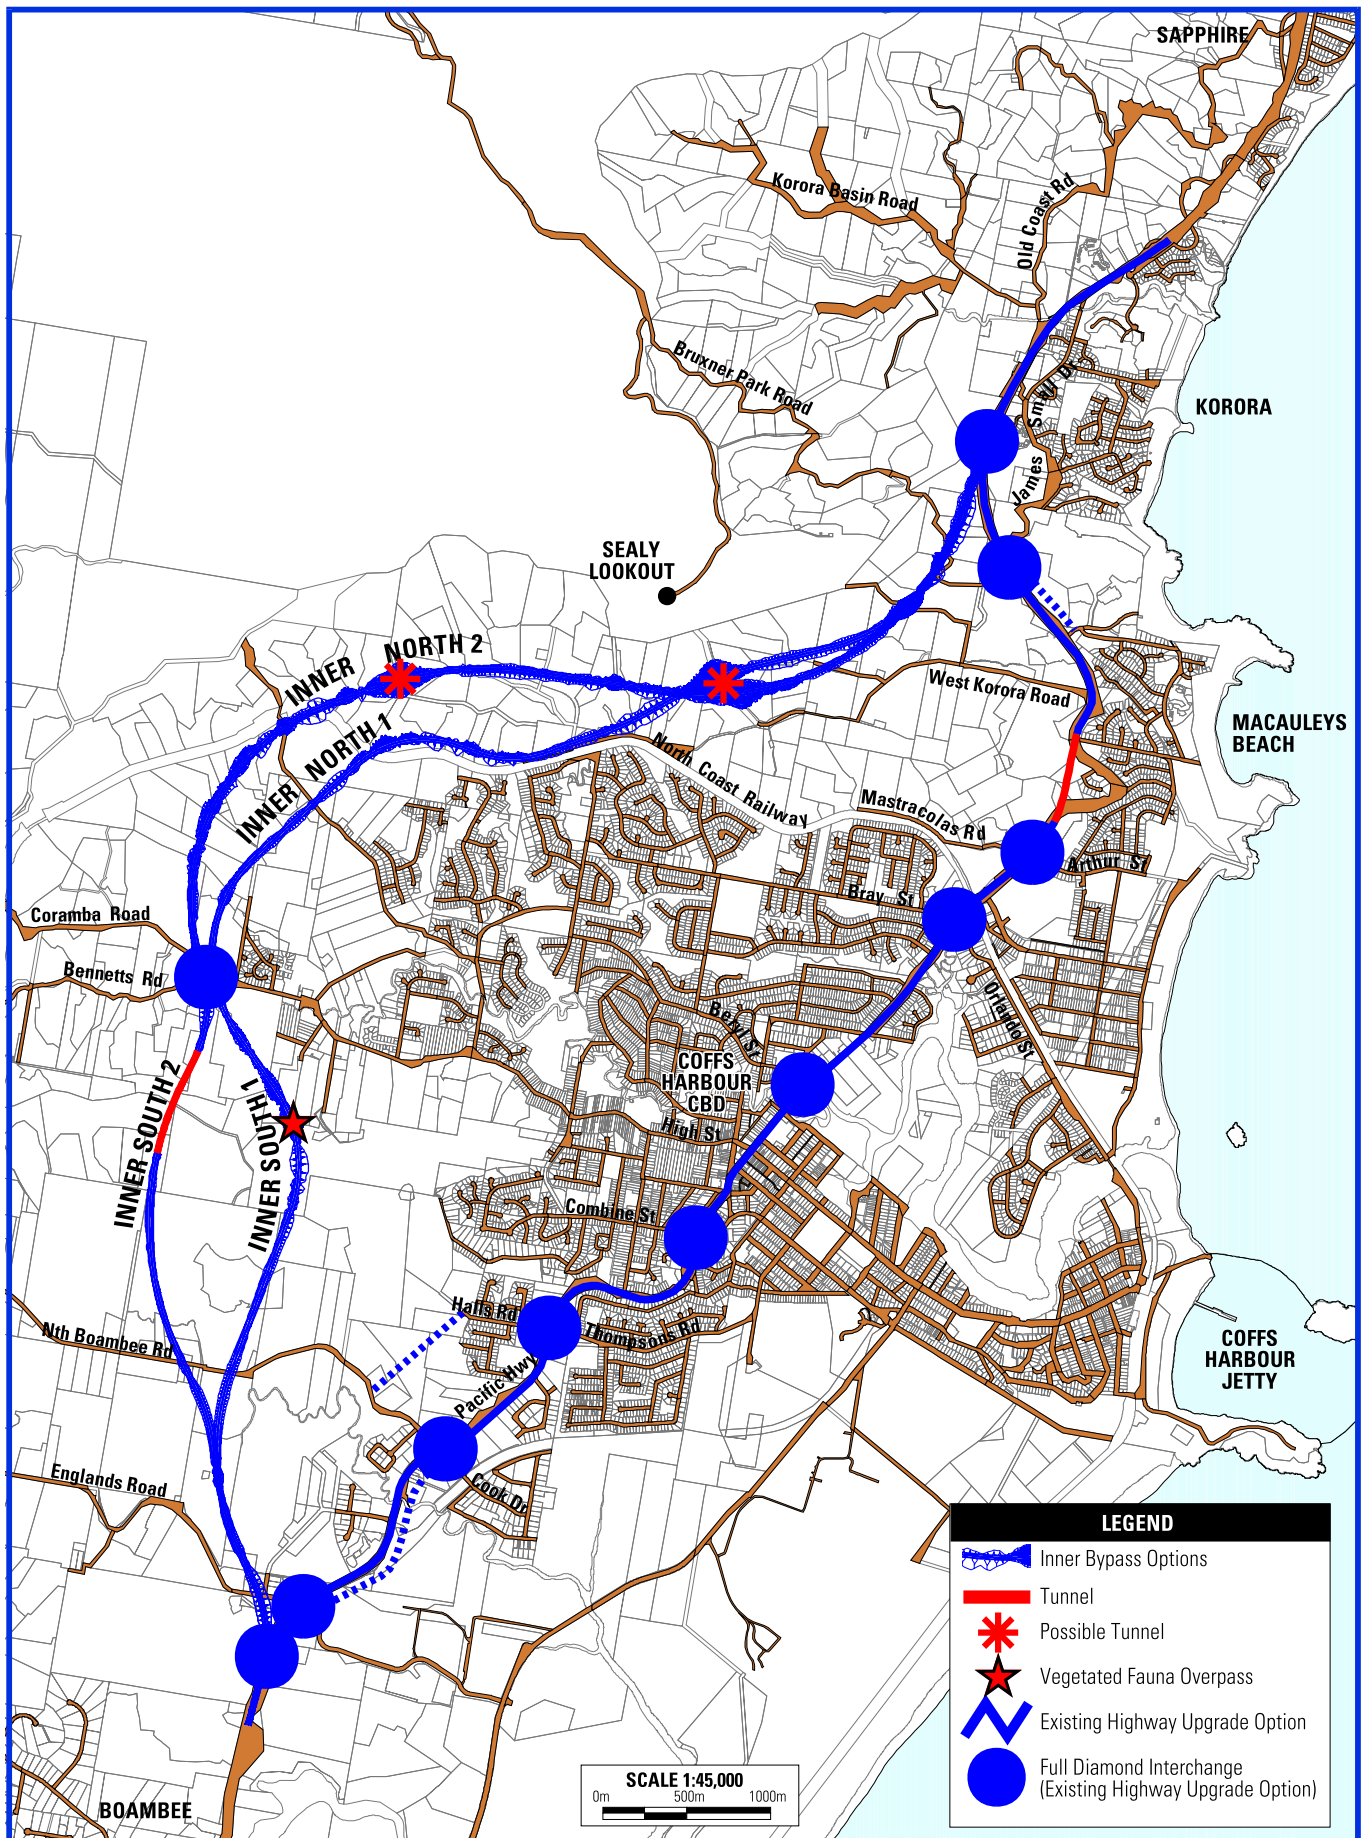 SAPPHIRE
Korora Basin Road
Old Coast Rd
Bruxner Park Road
James Small Dr
KORORA
SEALY
LOOKOUT
INNER NORTH 2
INNER NORTH 1
West Korora Road
MACAULEYS
BEACH
North Coast Railway
Mastracolas Rd
Arthur St
Bray St
Coramba Road
Bennetts Rd
Orlando St
Beryl St
COFFS
HARBOUR
CBD
High St
INNER SOUTH 2
INNER SOUTH 1
Combine St
Halls Rd
Thompsons Rd
Nth Boambee Rd
Pacific Hwy
COFFS
HARBOUR
JETTY
Englands Road
Cook Dr
BOAMBEE
LEGEND
Inner Bypass Options
Tunnel
Possible Tunnel
Vegetated Fauna Overpass
Existing Highway Upgrade Option
Full Diamond Interchange
(Existing Highway Upgrade Option)
SCALE 1:45,000
0m 500m 1000m